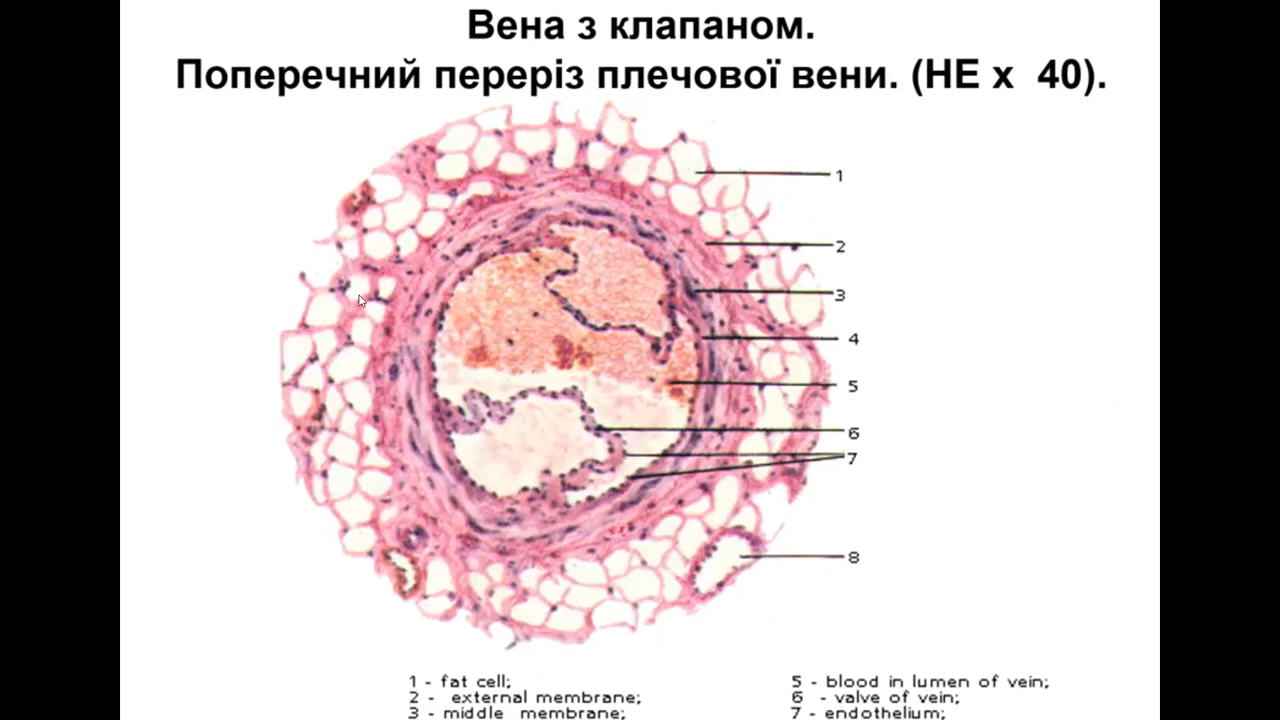 Вена з клапаном.
Поперечний переріз плечової вени. (НЕ х 40).
1
2
3
4
5
6
7
8
1 - fat cell;
2 - external membrane;
3 - middle membrane;
5 - blood in lumen of vein;
6 - valve of vein;
7 - endothelium;